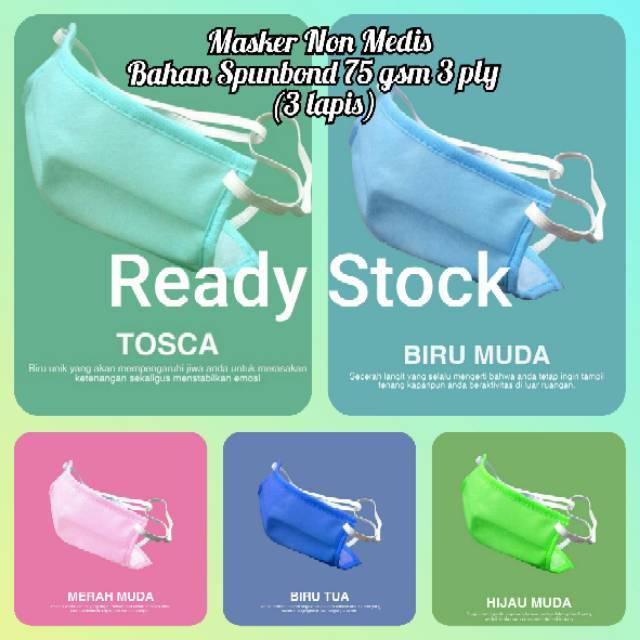 Masker Non Medis
Bahan Spunbond 75 gsm 3 ply
(3 lapis)
Ready Stock
TOSCA
Biru unik yang akan mempengaruhi jiwa anda untuk merasakan
ketenangan sekaligus menstabilkan emosi
BIRU MUDA
Secerah langit yang selalu mengerti bahwa anda tetap ingin tampil
tenang kapanpun anda beraktivitas di luar ruangan.
MERAH MUDA
BIRU TUA
HIJAU MUDA